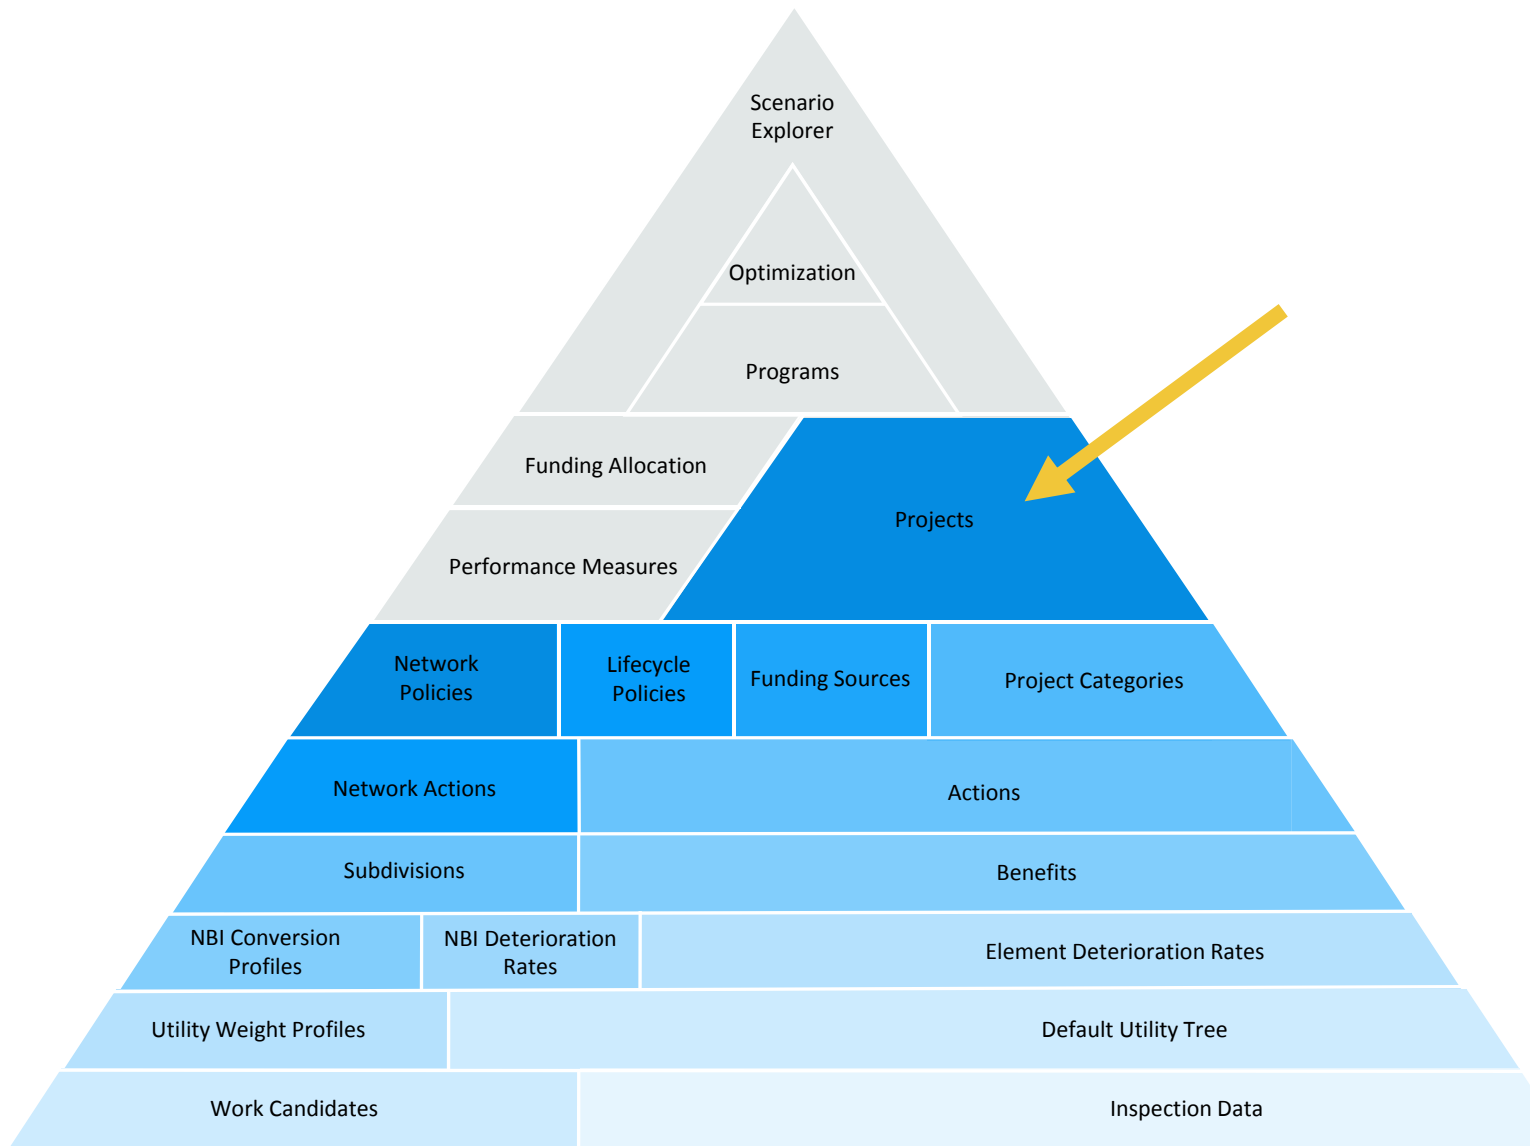 Scenario
Explorer
Optimization
Programs
Funding Allocation
Projects
Performance Measures
Network
Policies
Lifecycle
Policies
Funding Sources
Project Categories
Network Actions
Actions
Subdivisions
Benefits
NBI Conversion
Profiles
NBI Deterioration
Rates
Element Deterioration Rates
Utility Weight Profiles
Default Utility Tree
Work Candidates
Inspection Data